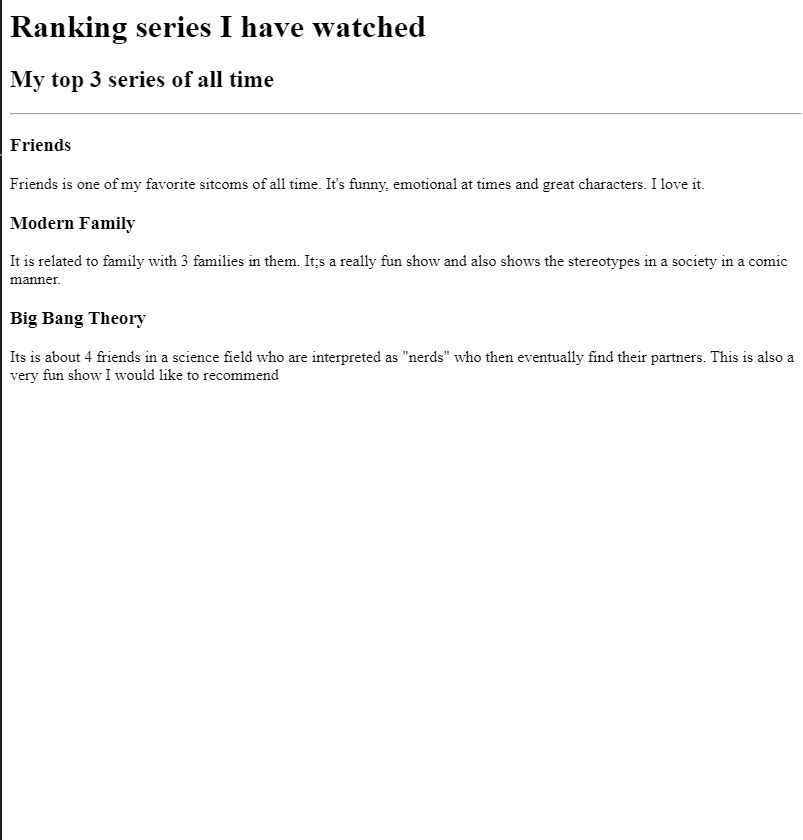 Ranking series I have watched
My top 3 series of all time
Friends
Friends is one of my favorite sitcoms of all time. It's funny, emotional at times and great characters. I love it.
Modern Family
It is related to family with 3 families in them. It;s a really fun show and also shows the stereotypes in a society in a comic
manner.
Big Bang Theory
Its is about 4 friends in a science field who are interpreted as "nerds" who then eventually find their partners. This is also a
very fun show I would like to recommend